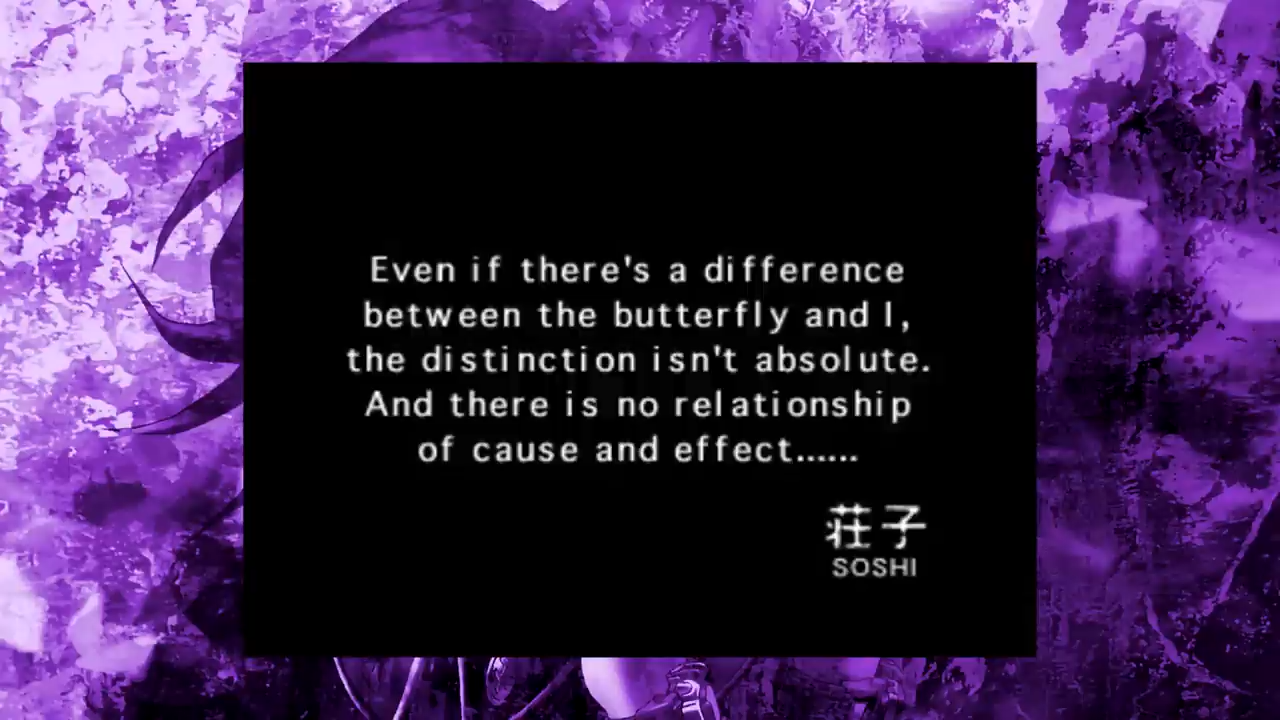 Even if there's a difference
between the butterfly and I,
the distinction isn't absolute.
And there is no relationship
of cause and effect......
荘子
SOSHI